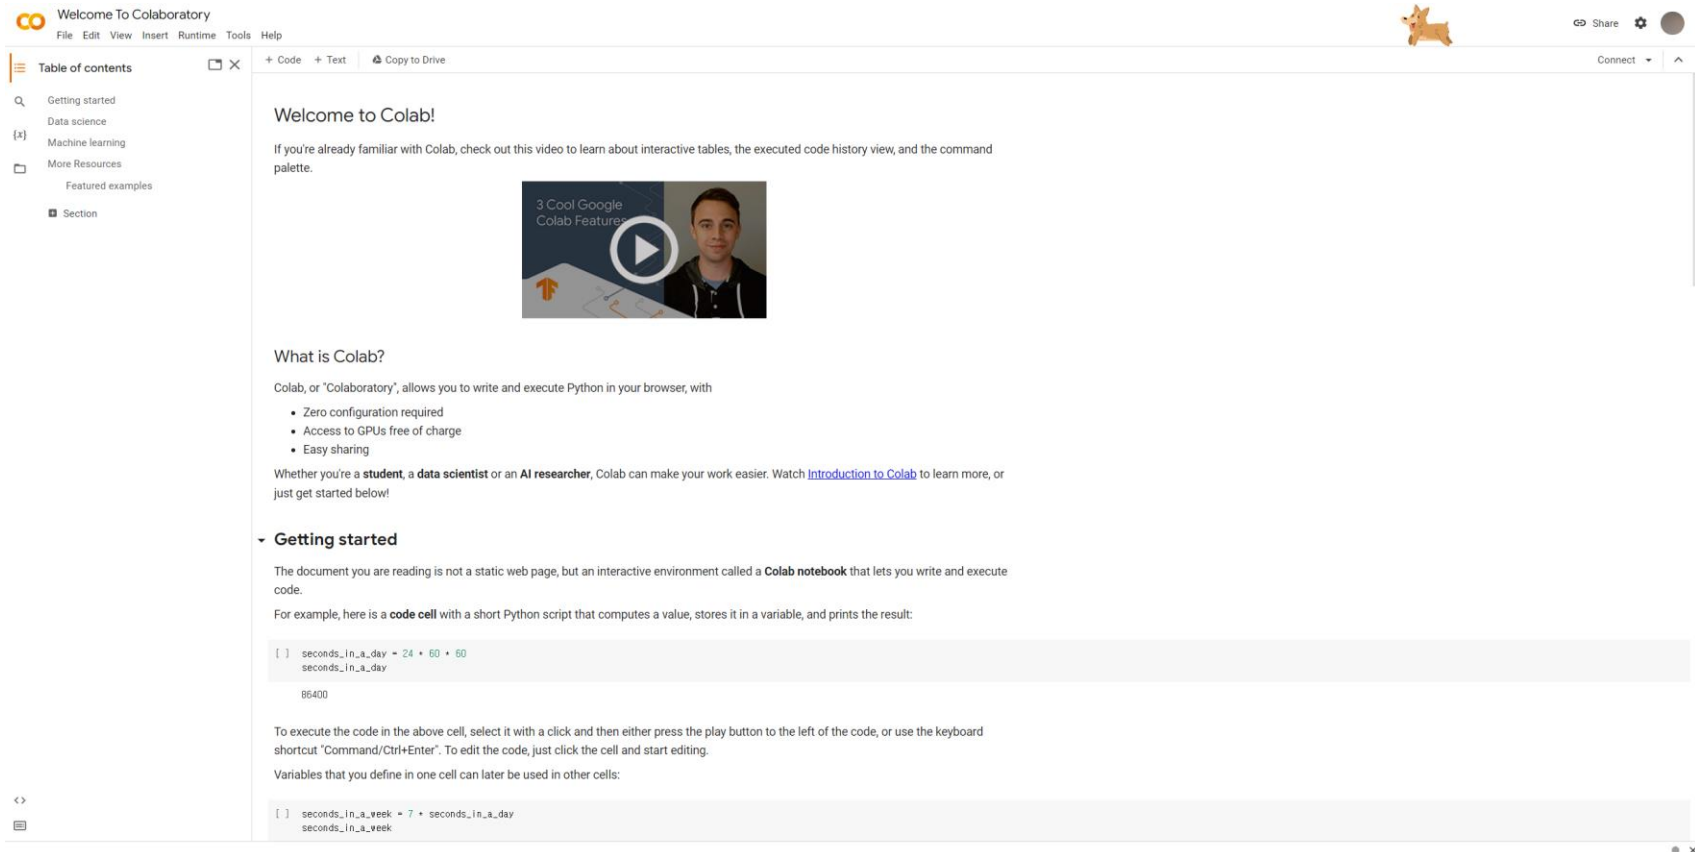 Welcome To Colaboratory
File Edit View Insert Runtime Tools Help
Share
Table of contents
Getting started
Data science
Machine learning
More Resources
Featured examples
Section
+ Code + Text Copy to Drive
Connect
Welcome to Colab!
If you're already familiar with Colab, check out this video to learn about interactive tables, the executed code history view, and the command
palette.
3 Cool Google
Colab Features
What is Colab?
Colab, or "Colaboratory", allows you to write and execute Python in your browser, with
• Zero configuration required
• Access to GPUs free of charge
• Easy sharing
Whether you're a student, a data scientist or an AI researcher, Colab can make your work easier. Watch Introduction to Colab to learn more, or
just get started below!
Getting started
The document you are reading is not a static web page, but an interactive environment called a Colab notebook that lets you write and execute
code.
For example, here is a code cell with a short Python script that computes a value, stores it in a variable, and prints the result:
[ ] seconds_in_a_day = 24 * 60 * 60
seconds_in_a_day
86400
To execute the code in the above cell, select it with a click and then either press the play button to the left of the code, or use the keyboard
shortcut "Command/Ctrl+Enter". To edit the code, just click the cell and start editing.
Variables that you define in one cell can later be used in other cells:
[ ] seconds_in_a_week = 7 * seconds_in_a_day
seconds_in_a_week